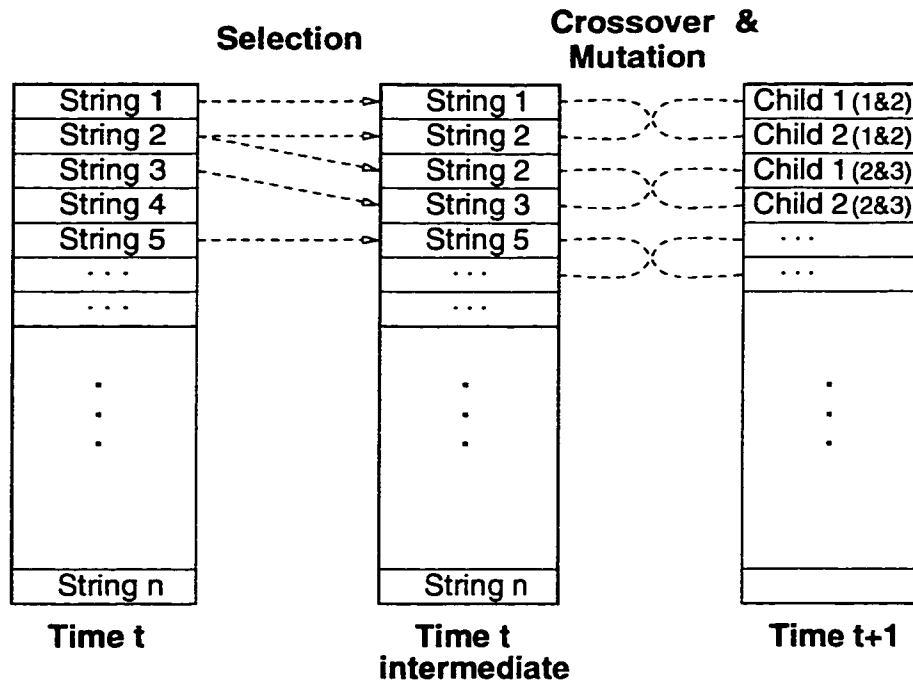 Selection
Crossover &
Mutation
String 1
String 2
String 3
String 4
String 5
...
...
String n
Time t
String 1
String 2
String 2
String 3
String 5
...
...
String n
Time t
intermediate
Child 1 (1&2)
Child 2 (1&2)
Child 1 (2&3)
Child 2 (2&3)
...
...
Time t+1